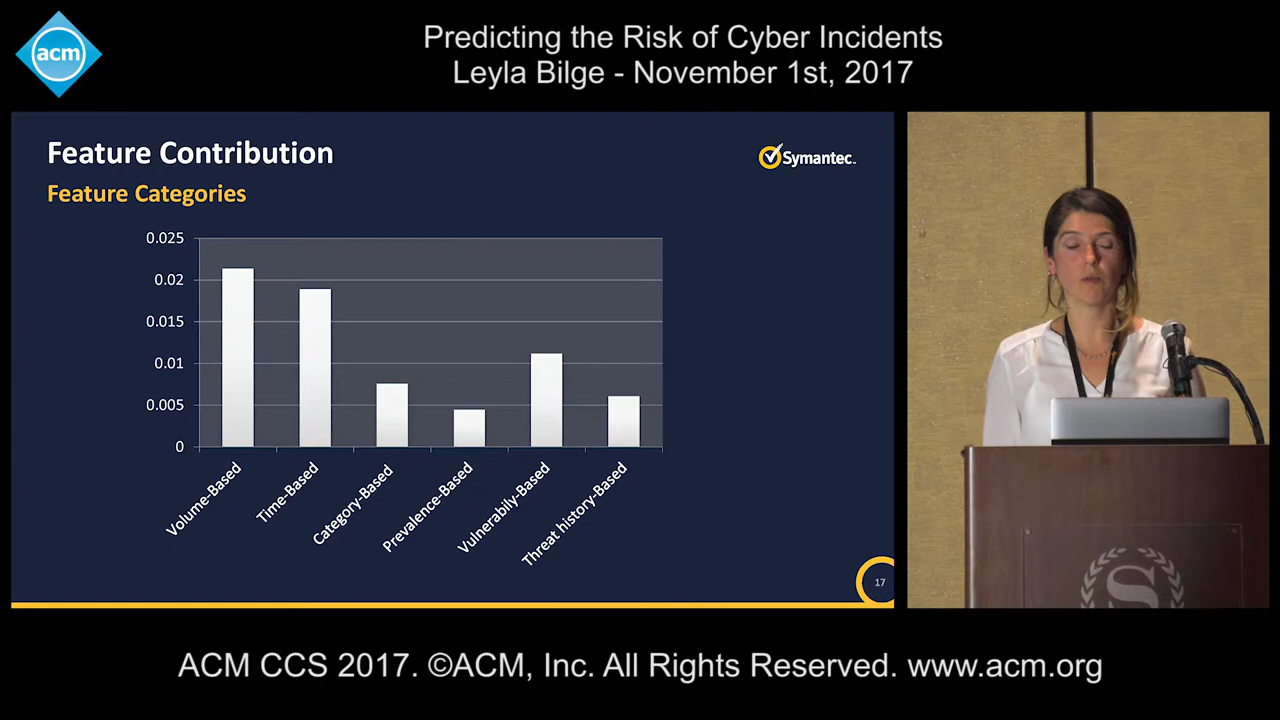 acm
Predicting the Risk of Cyber Incidents
Leyla Bilge - November 1st, 2017
Feature Contribution
Symantec.
Feature Categories
0.025
0.02
0.015
0.01
0.005
0
Volume-Based
Time-Based
Category-Based
Prevalence-Based
Vulnerabily-Based
Threat history-Based
17
S
ACM CCS 2017. ©ACM, Inc. All Rights Reserved. www.acm.org